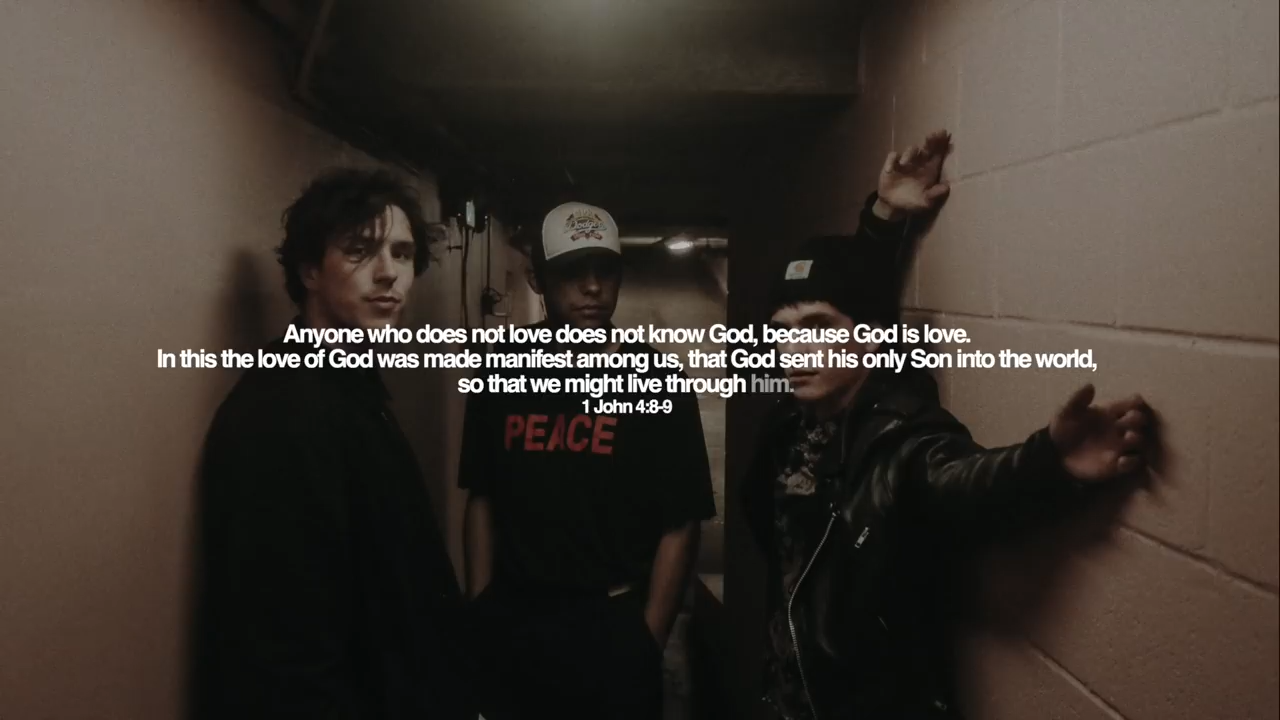 Dodgers
Anyone who does not love does not know God, because God is love.
In this the love of God was made manifest among us, that God sent his only Son into the world,
so that we might live through him.
1 John 4:8-9
PEACE